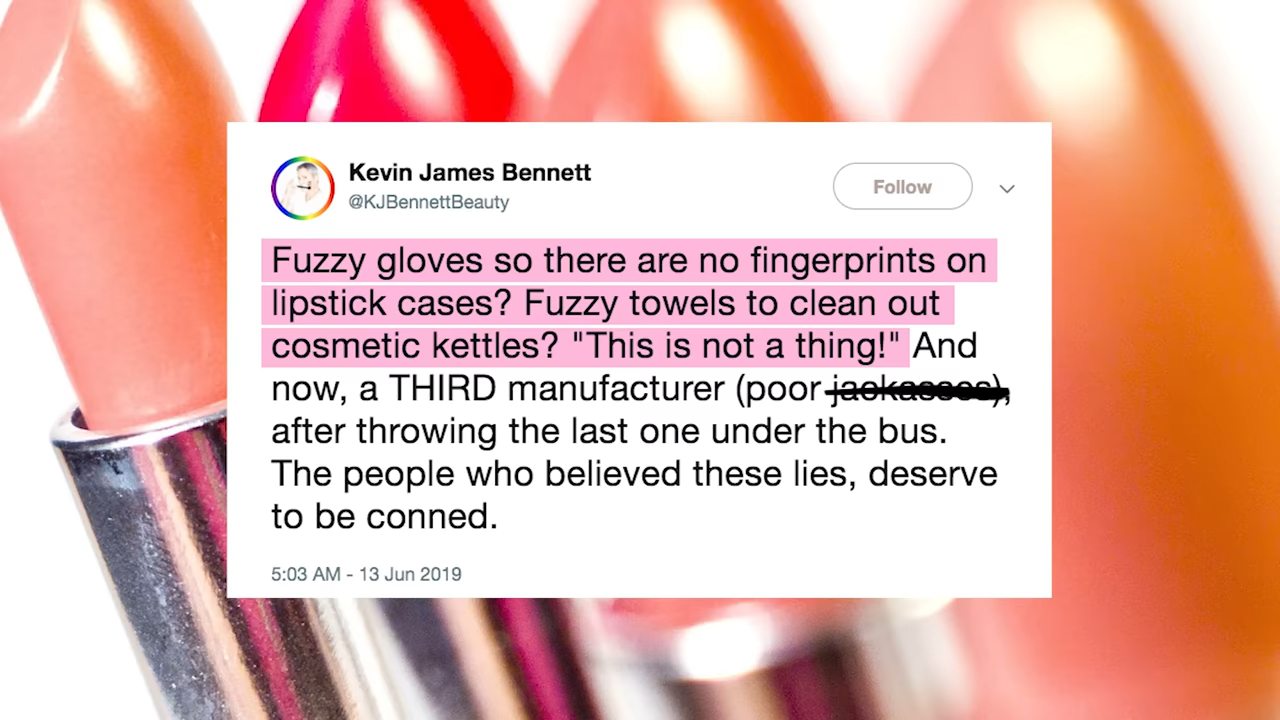 Kevin James Bennett
@KJBennettBeauty
Follow
Fuzzy gloves so there are no fingerprints on
lipstick cases? Fuzzy towels to clean out
cosmetic kettles? "This is not a thing!" And
now, a THIRD manufacturer (poor jackasses),
after throwing the last one under the bus.
The people who believed these lies, deserve
to be conned.
5:03 AM - 13 Jun 2019